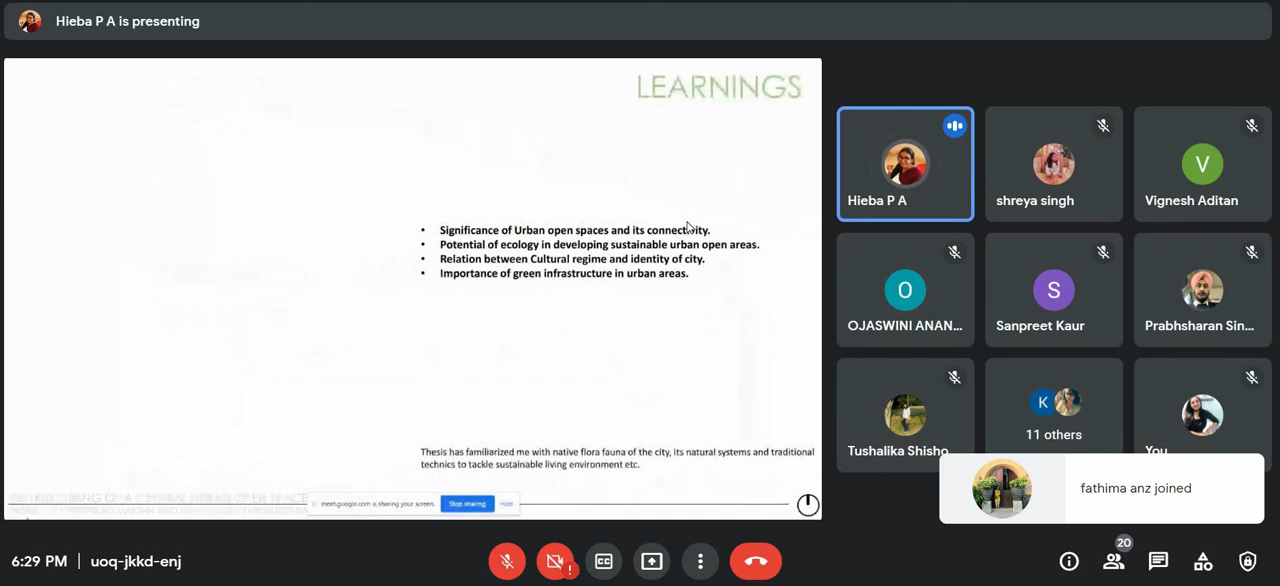 Hieba P A is presenting
LEARNINGS
• Significance of Urban open spaces and its connectivity.
• Potential of ecology in developing sustainable urban open areas.
• Relation between Cultural regime and identity of city.
• Importance of green infrastructure in urban areas.
Thesis has familiarized me with native flora fauna of the city, its natural systems and traditional
technics to tackle sustainable living environment etc.
meet.google.com is sharing your screen.
Stop sharing
Hide
Hieba P A
shreya singh
V
Vignesh Aditan
O
OJASWINI ANAN...
S
Sanpreet Kaur
Prabhsharan Sin...
Tushalika Shisho
K
11 others
You
fathima anz joined
6:29 PM
uoq-jkkd-enj
CC
20